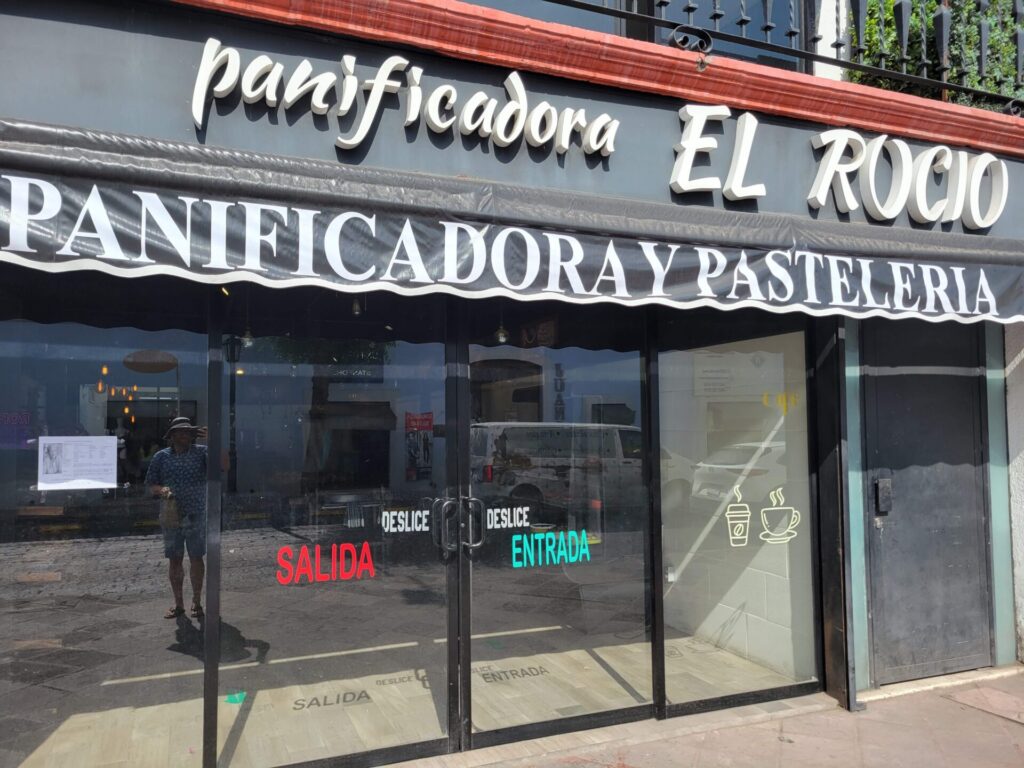 panificadora EL ROCIO
PANIFICADORA Y PASTELERIA
DESLICE DESLICE
SALIDA ENTRADA
DESLICE ENTRADA
SALIDA